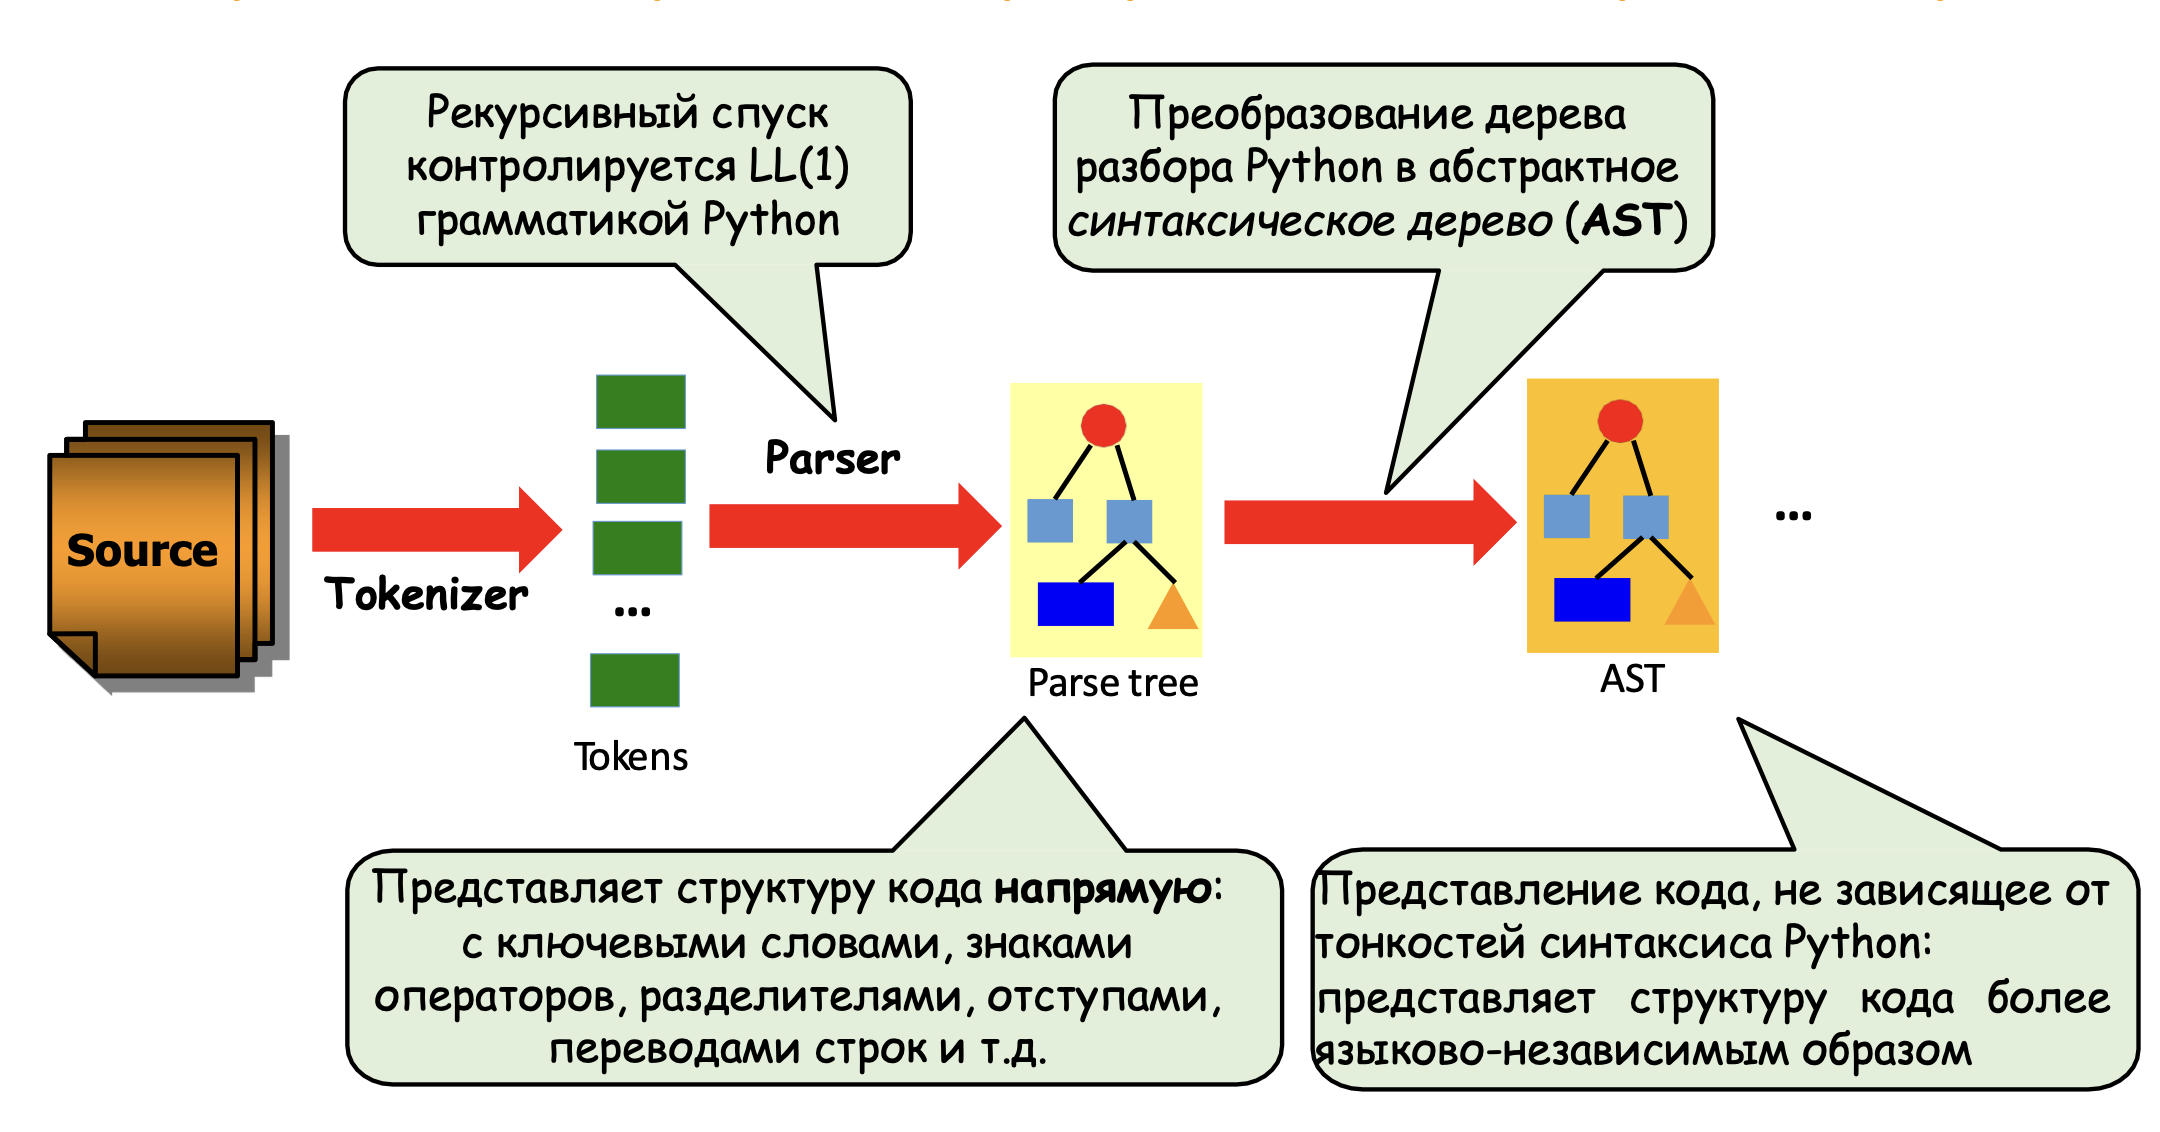 Рекурсивный спуск
контролируется LL(1)
грамматикой Python
Преобразование дерева
разбора Python в абстрактное
синтаксическое дерево (AST)
Source
Tokenizer
...
Tokens
Parser
Parse tree
AST
...
Представляет структуру кода напрямую:
с ключевыми словами, знаками
операторов, разделителями, отступами,
переводами строк и т.д.
Представление кода, не зависящее от
тонкостей синтаксиса Python:
представляет структуру кода более
языково-независимым образом